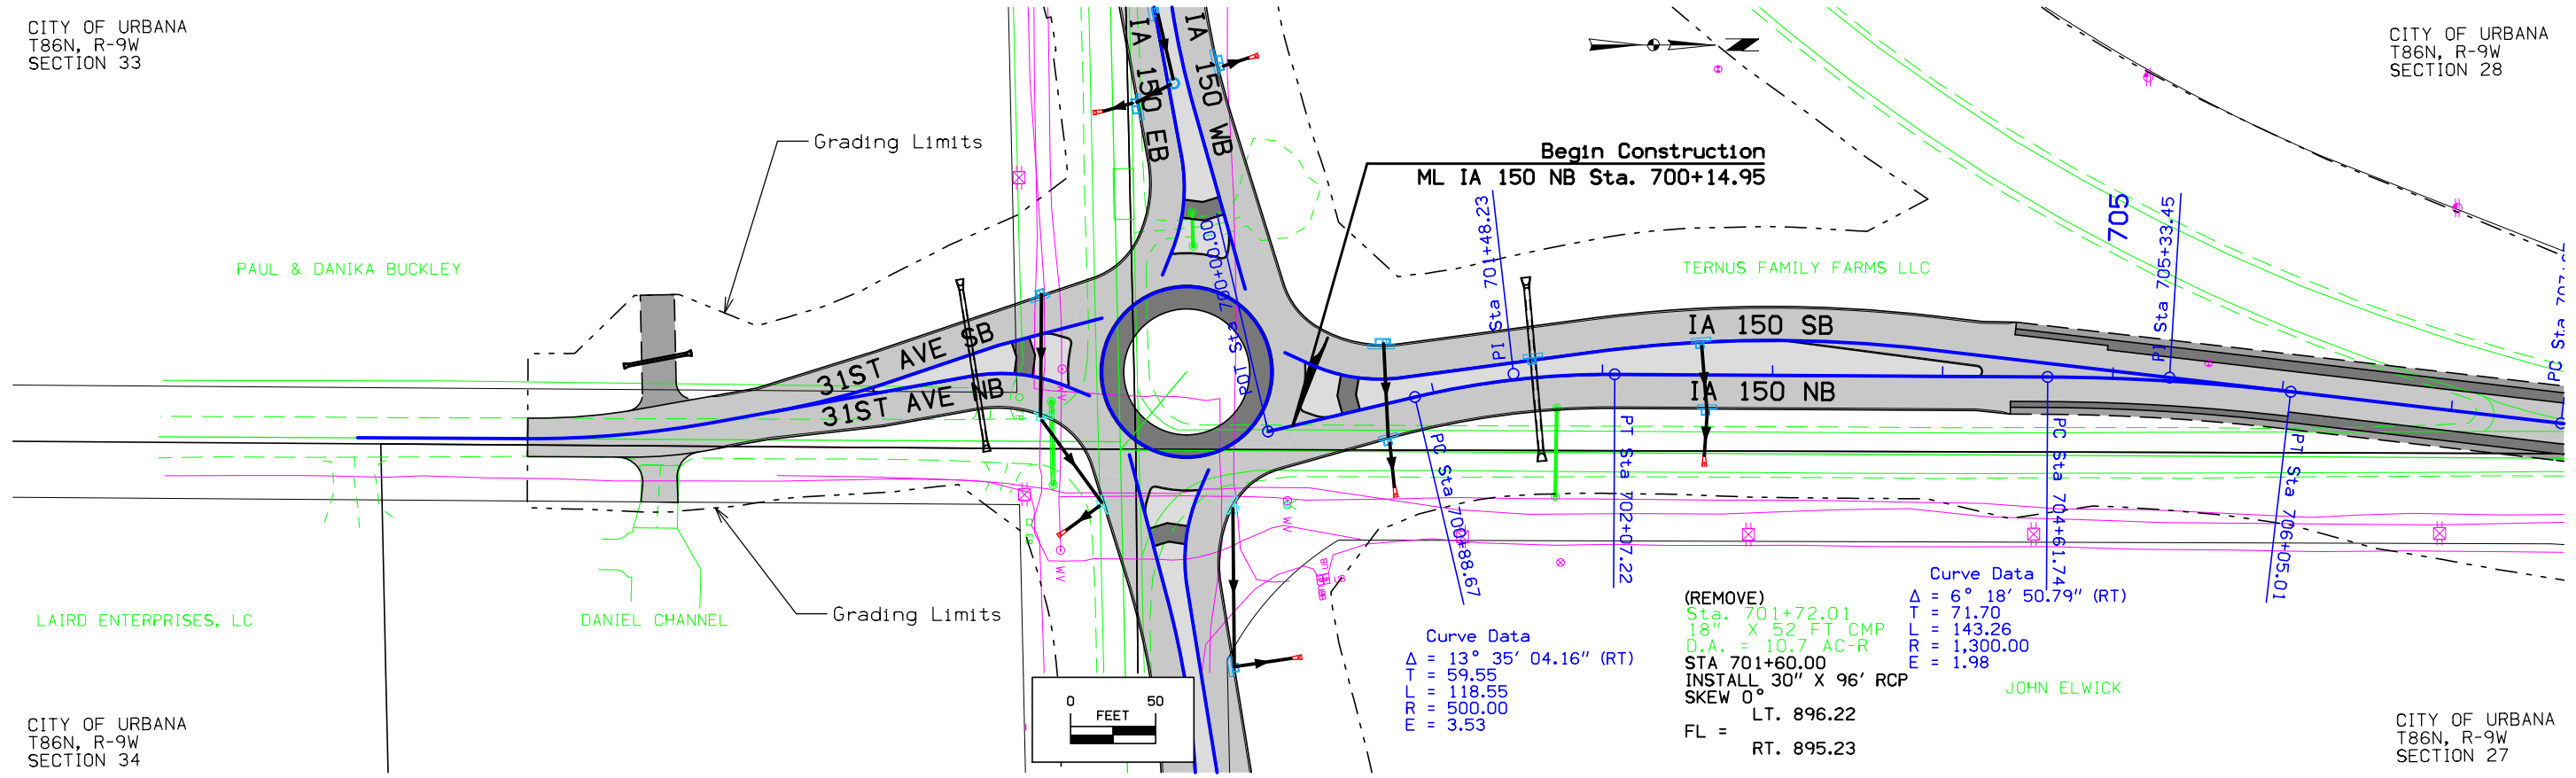 CITY OF URBANA
T86N, R-9W
SECTION 33
CITY OF URBANA
T86N, R-9W
SECTION 28
IA 150 EB
IA 150 WB
Grading Limits
Begin Construction
ML IA 150 NB Sta. 700+14.95
PAUL & DANIKA BUCKLEY
TERNUS FAMILY FARMS LLC
POT Sta 700+00.00
PI Sta 701+48.23
705
PI Sta 705+33.45
PC Sta 707
31ST AVE SB
31ST AVE NB
IA 150 SB
IA 150 NB
PC Sta 700+88.67
PT Sta 702+07.22
PC Sta 704+61.74
PT Sta 706+05.01
WV
WV
WV
LAIRD ENTERPRISES, LC
DANIEL CHANNEL
Grading Limits
JOHN ELWICK
Curve Data
Δ = 13° 35' 04.16" (RT)
T = 59.55
L = 118.55
R = 500.00
E = 3.53
(REMOVE)
Sta. 701+72.01
18" X 52 FT CMP
D.A. = 10.7 AC-R
STA 701+60.00
INSTALL 30" X 96' RCP
SKEW 0°
LT. 896.22
FL =
RT. 895.23
Curve Data
Δ = 6° 18' 50.79" (RT)
T = 71.70
L = 143.26
R = 1,300.00
E = 1.98
0 50
FEET
CITY OF URBANA
T86N, R-9W
SECTION 34
CITY OF URBANA
T86N, R-9W
SECTION 27